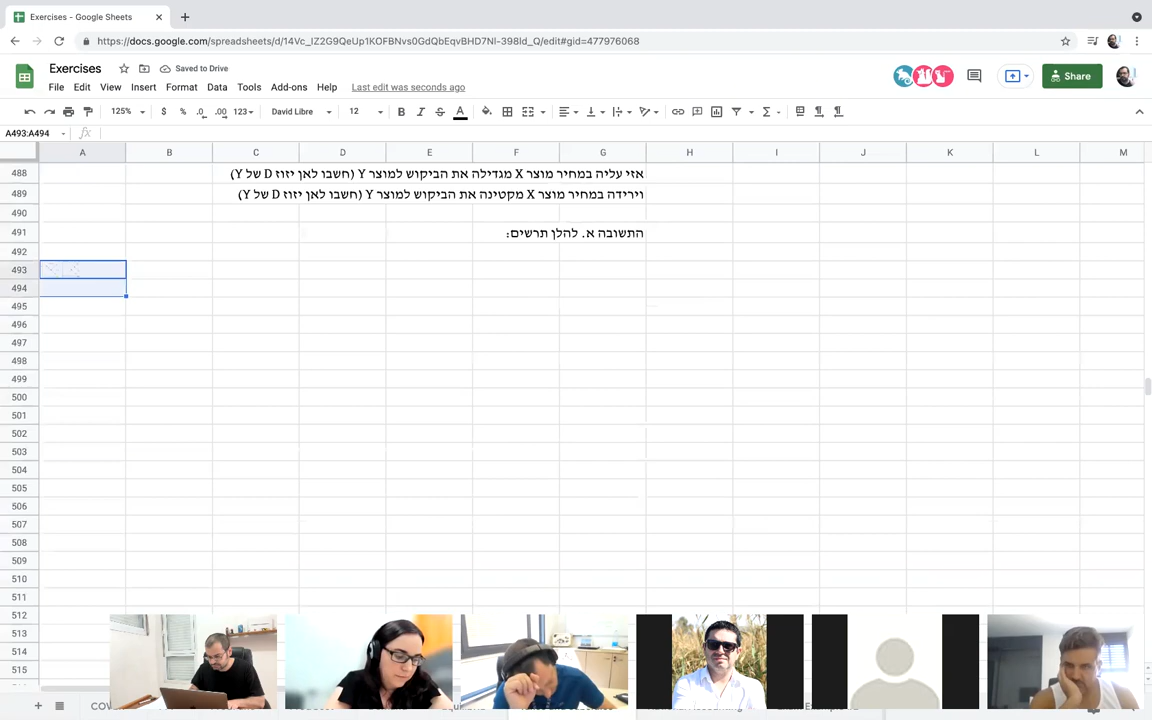 Exercises - Google Sheets
https://docs.google.com/spreadsheets/d/14Vc_IZ2G9QeUp1KOFBNvs0GdQbEqvBHD7Nl-398ld_Q/edit#gid=477976068
Exercises
Saved to Drive
Share
File Edit View Insert Format Data Tools Add-ons Help Last edit was seconds ago
125% $ % .0 .00 123 David Libre 12 B I S A
A493:A494 fx
A B C D E F G H I J K L M
488 אזי עליה במחיר מוצר X מגדילה את הביקוש למוצר Y (חשבו לאן יזוז D של Y)
489 וירידה במחיר מוצר X מקטינה את הביקוש למוצר Y (חשבו לאן יזוז D של Y)
490
491 התשובה א. להלן תרשים:
492
493
494
495
496
497
498
499
500
501
502
503
504
505
506
507
508
509
510
511
512
513
514
515